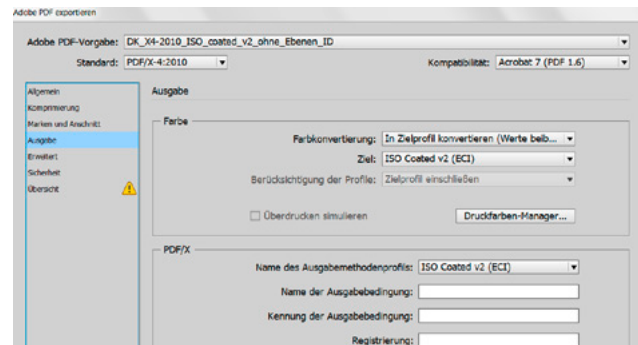 Adobe PDF exportieren
Adobe PDF-Vorgabe: DK_X4-2010_ISO_coated_v2_ohne_Ebenen_ID
Standard: PDF/X-4:2010 Kompatibilität: Acrobat 7 (PDF 1.6)
Allgemein
Komprimierung
Marken und Anschnitt
Ausgabe
Erweitert
Sicherheit
Übersicht
Ausgabe
Farbe
Farbkonvertierung: In Zielprofil konvertieren (Werte beib...
Ziel: ISO Coated v2 (ECI)
Berücksichtigung der Profile: Zielprofil einschließen
Überdrucken simulieren Druckfarben-Manager...
PDF/X
Name des Ausgabemethodenprofils: ISO Coated v2 (ECI)
Name der Ausgabebedingung:
Kennung der Ausgabebedingung:
Registrierung: